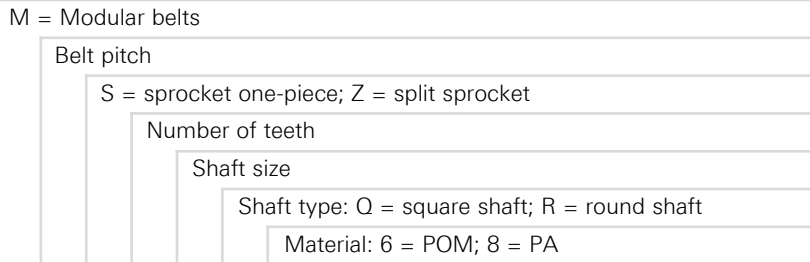 M = Modular belts
Belt pitch
S = sprocket one-piece; Z = split sprocket
Number of teeth
Shaft size
Shaft type: Q = square shaft; R = round shaft
Material: 6 = POM; 8 = PA